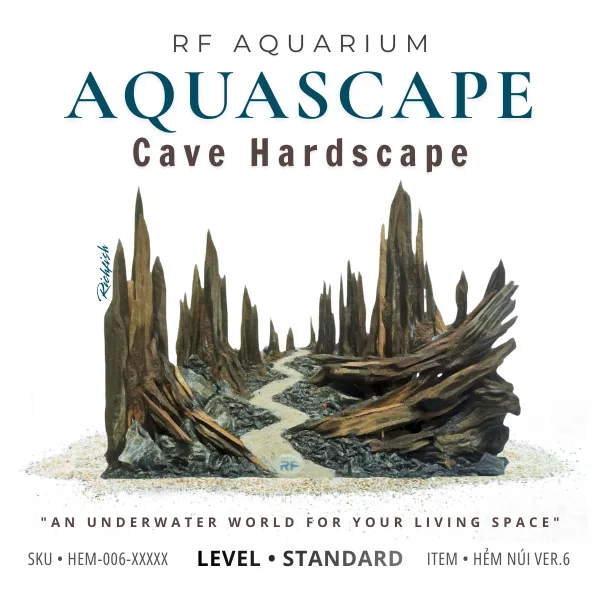 RF AQUARIUM
AQUASCAPE
Cave Hardscape
Richfish
RF
"AN UNDERWATER WORLD FOR YOUR LIVING SPACE"
SKU • HEM-006-XXXXX LEVEL • STANDARD ITEM • HẺM NÚI VER.6